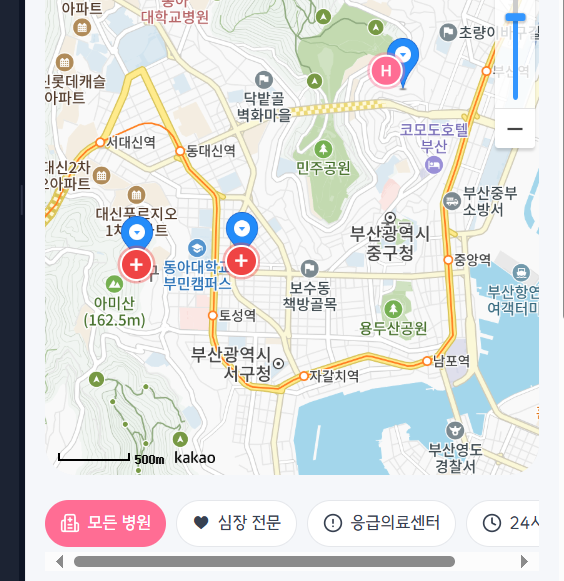 아파트
대학교병원
초량이바구길
부산역
롯데캐슬
아파트
닥밭골
벽화마을
코모도호텔
부산
서대신역
동대신역
민주공원
대신2차
아파트
부산중부
소방서
대신푸르지오
1차아파트
부산광역시
중구청
H
동아대학교
부민캠퍼스
중앙역
보수동
책방골목
부산항연
여객터미
아미산
(162.5m)
토성역
용두산공원
부산광역시
서구청
남포역
자갈치역
부산영도
경찰서
500m
kakao
모든 병원
심장 전문
응급의료센터
24시